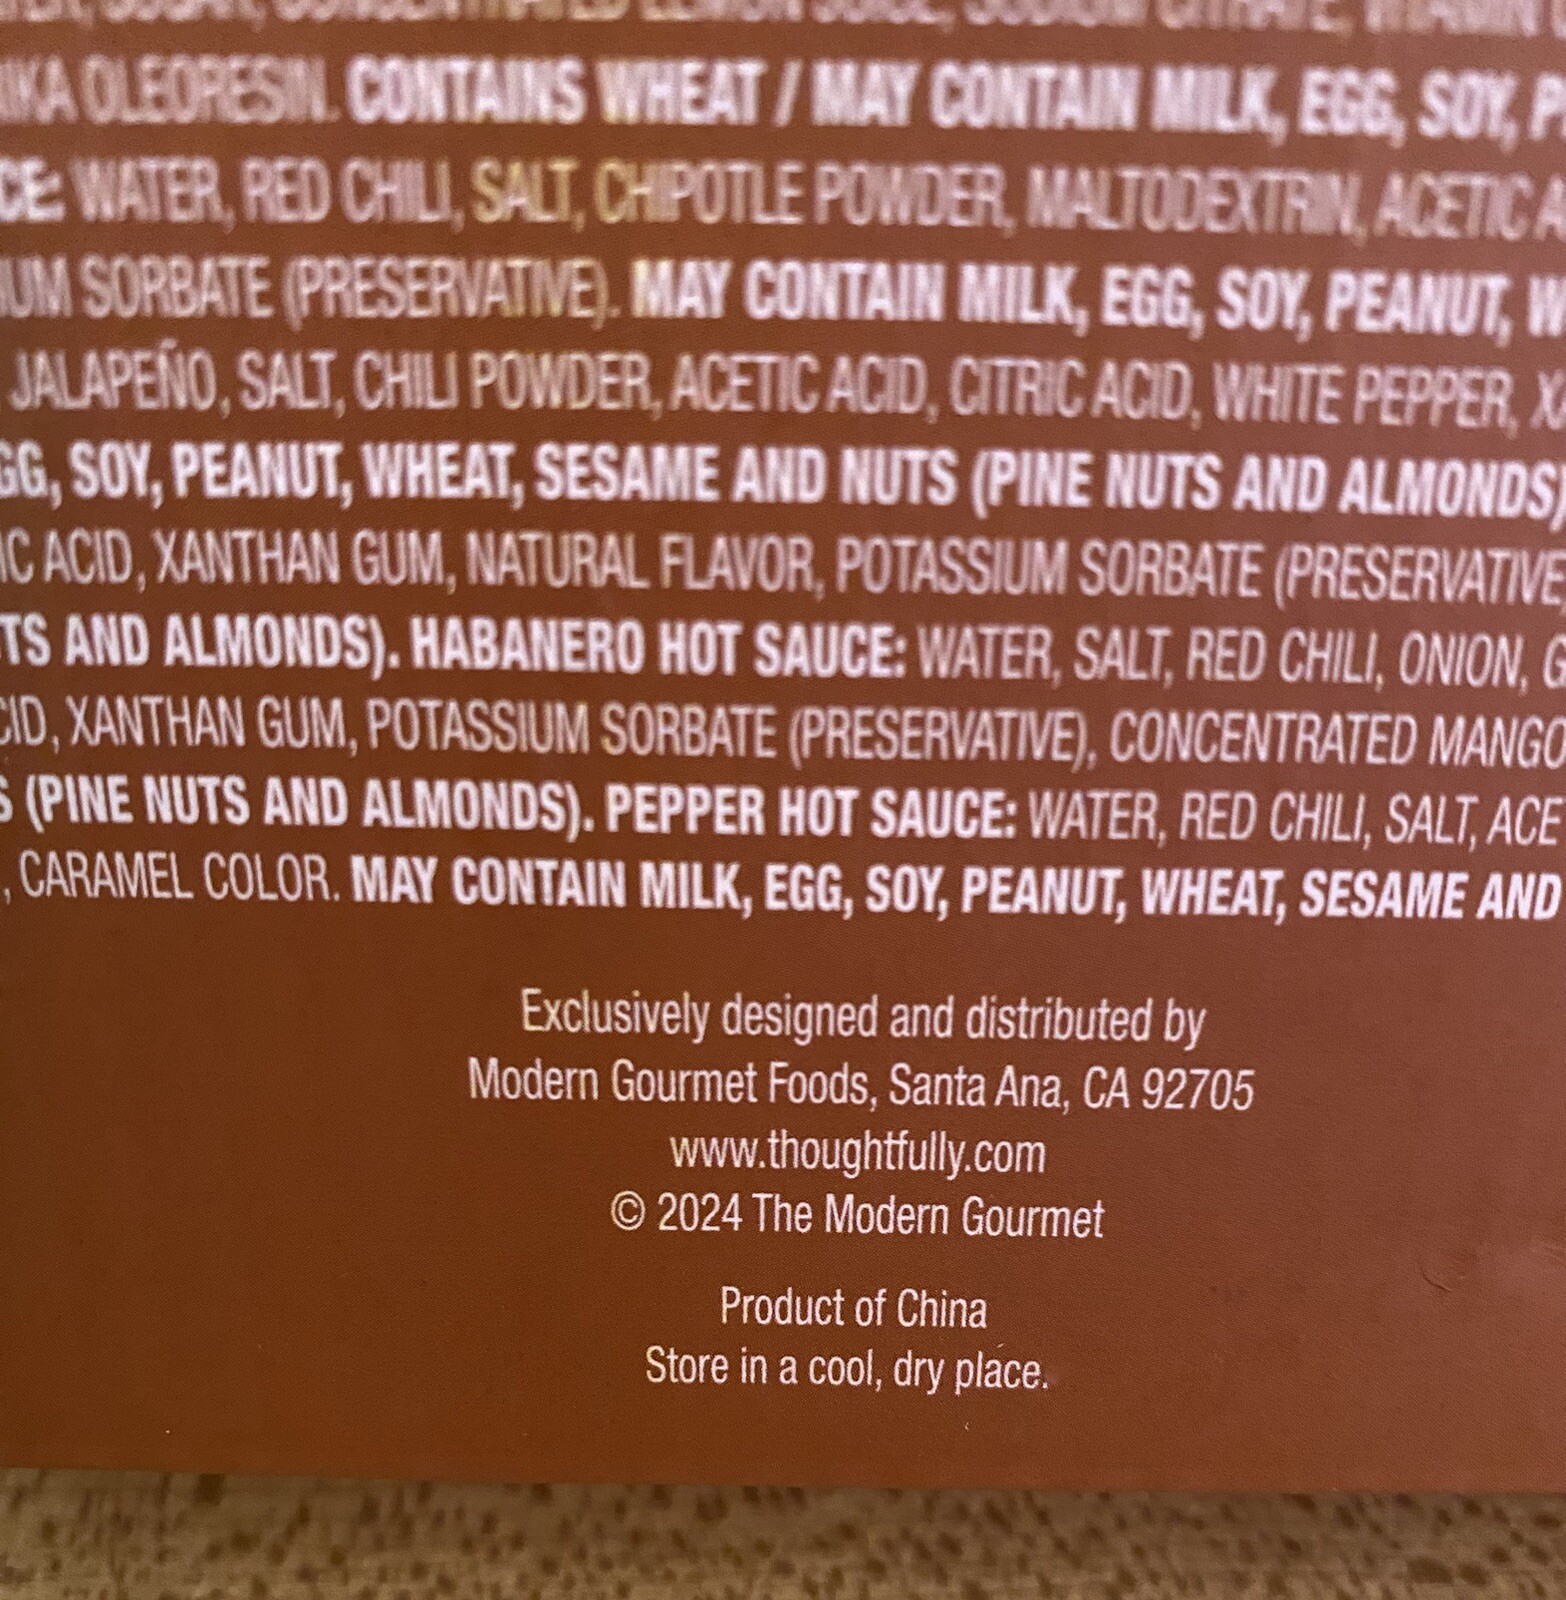 OLEORESIN. CONTAINS WHEAT / MAY CONTAIN MILK, EGG, SOY,
WATER, RED CHILI, SALT, CHIPOTLE POWDER, MALTODEXTRIN, ACETIC
SORBATE (PRESERVATIVE). MAY CONTAIN MILK, EGG, SOY, PEANUT,
JALAPEÑO, SALT, CHILI POWDER, ACETIC ACID, CITRIC ACID, WHITE PEPPER,
GG, SOY, PEANUT, WHEAT, SESAME AND NUTS (PINE NUTS AND ALMONDS)
IC ACID, XANTHAN GUM, NATURAL FLAVOR, POTASSIUM SORBATE (PRESERVATIVE
TS AND ALMONDS). HABANERO HOT SAUCE: WATER, SALT, RED CHILI, ONION, G
CID, XANTHAN GUM, POTASSIUM SORBATE (PRESERVATIVE), CONCENTRATED MANGO
S (PINE NUTS AND ALMONDS). PEPPER HOT SAUCE: WATER, RED CHILI, SALT, ACE
, CARAMEL COLOR. MAY CONTAIN MILK, EGG, SOY, PEANUT, WHEAT, SESAME AND
Exclusively designed and distributed by
Modern Gourmet Foods, Santa Ana, CA 92705
www.thoughtfully.com
© 2024 The Modern Gourmet
Product of China
Store in a cool, dry place.